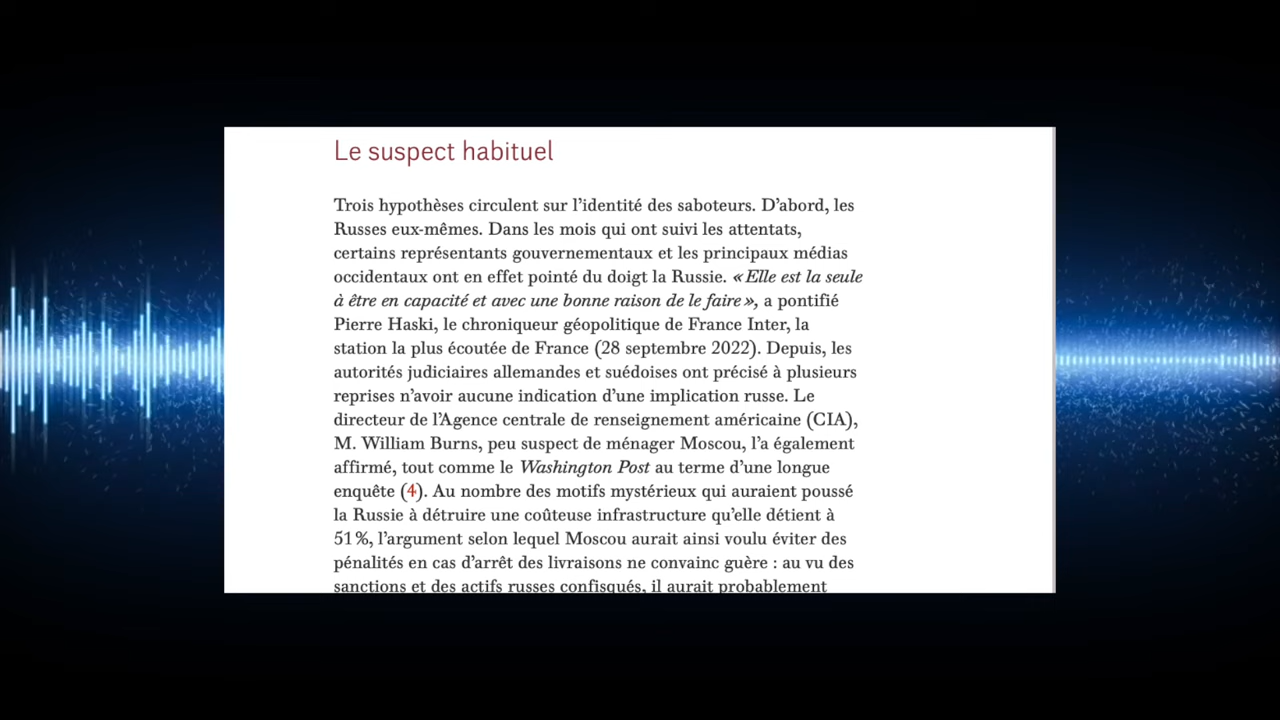 Le suspect habituel
Trois hypothèses circulent sur l’identité des saboteurs. D’abord, les
Russes eux-mêmes. Dans les mois qui ont suivi les attentats,
certains représentants gouvernementaux et les principaux médias
occidentaux ont en effet pointé du doigt la Russie. « Elle est la seule
à être en capacité et avec une bonne raison de le faire », a pontifié
Pierre Haski, le chroniqueur géopolitique de France Inter, la
station la plus écoutée de France (28 septembre 2022). Depuis, les
autorités judiciaires allemandes et suédoises ont précisé à plusieurs
reprises n’avoir aucune indication d’une implication russe. Le
directeur de l’Agence centrale de renseignement américaine (CIA),
M. William Burns, peu suspect de ménager Moscou, l’a également
affirmé, tout comme le Washington Post au terme d’une longue
enquête (4). Au nombre des motifs mystérieux qui auraient poussé
la Russie à détruire une coûteuse infrastructure qu’elle détient à
51 %, l’argument selon lequel Moscou aurait ainsi voulu éviter des
pénalités en cas d’arrêt des livraisons ne convainc guère : au vu des
sanctions et des actifs russes confisqués, il aurait probablement